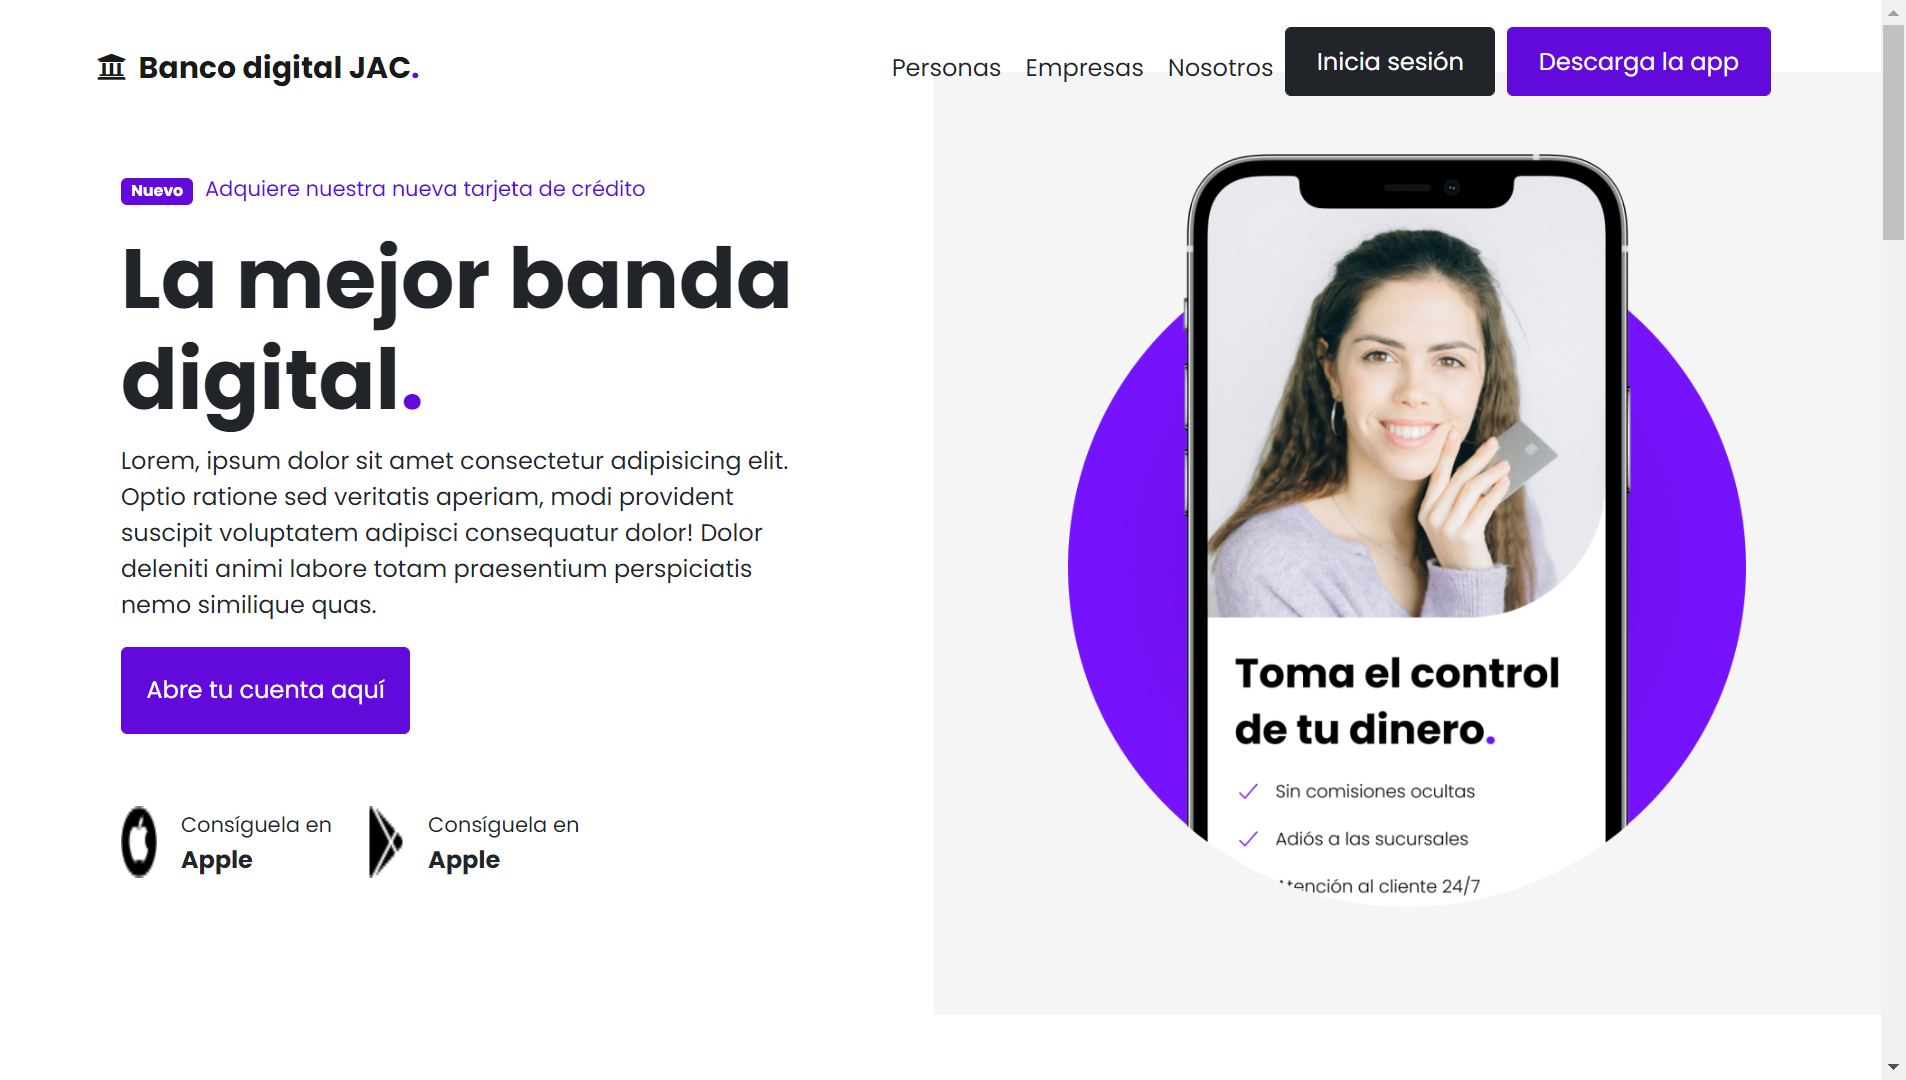 Banco digital JAC.
Personas
Empresas
Nosotros
Inicia sesión
Descarga la app
Nuevo
Adquiere nuestra nueva tarjeta de crédito
La mejor banda
digital.
Lorem, ipsum dolor sit amet consectetur adipisicing elit.
Optio ratione sed veritatis aperiam, modi provident
suscipit voluptatem adipisci consequatur dolor! Dolor
deleniti animi labore totam praesentium perspiciatis
nemo similique quas.
Abre tu cuenta aquí
Consíguela en
Apple
Consíguela en
Apple
Toma el control
de tu dinero.
Sin comisiones ocultas
Adiós a las sucursales
Atención al cliente 24/7